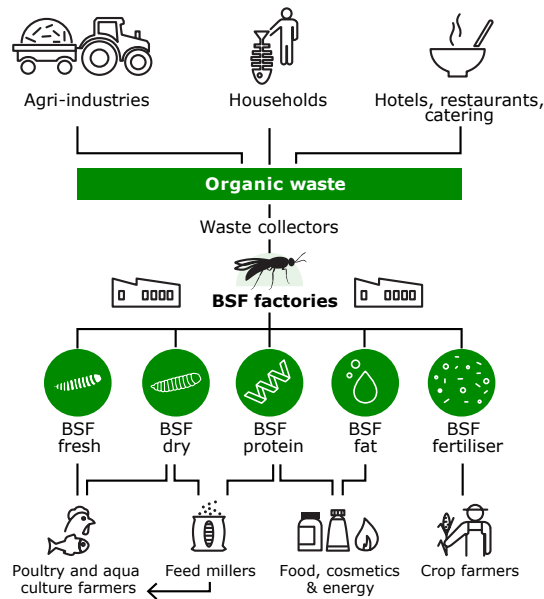 Agri-industries
Households
Hotels, restaurants,
catering
Organic waste
Waste collectors
BSF factories
BSF
fresh
BSF
dry
BSF
protein
BSF
fat
BSF
fertiliser
Poultry and aqua
culture farmers
Feed millers
Food, cosmetics
& energy
Crop farmers